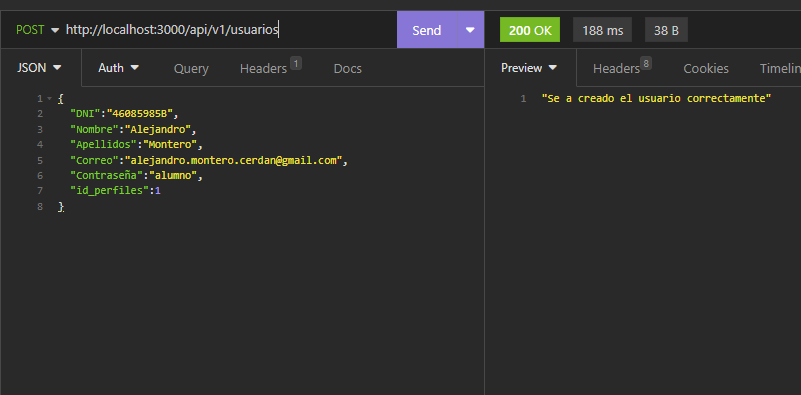 POST http://localhost:3000/api/v1/usuarios Send 200 OK 188 ms 38 B
JSON Auth Query Headers 1 Docs Preview Headers 8 Cookies Timelin
1 {
2 "DNI":"46085985B",
3 "Nombre":"Alejandro",
4 "Apellidos":"Montero",
5 "Correo":"alejandro.montero.cerdan@gmail.com",
6 "Contraseña":"alumno",
7 "id_perfiles":1
8 }
1 "Se a creado el usuario correctamente"